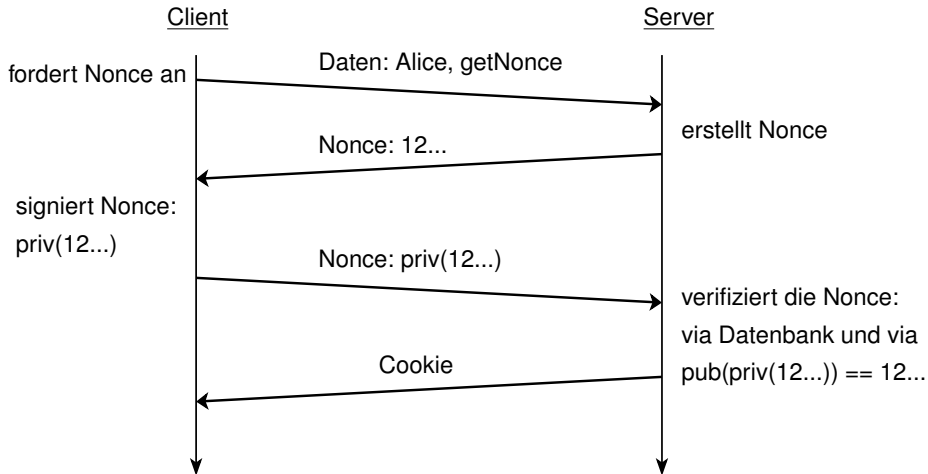 Client
Server
fordert Nonce an
Daten: Alice, getNonce
erstellt Nonce
Nonce: 12...
signiert Nonce:
priv(12...)
Nonce: priv(12...)
verifiziert die Nonce:
via Datenbank und via
pub(priv(12...)) == 12...
Cookie